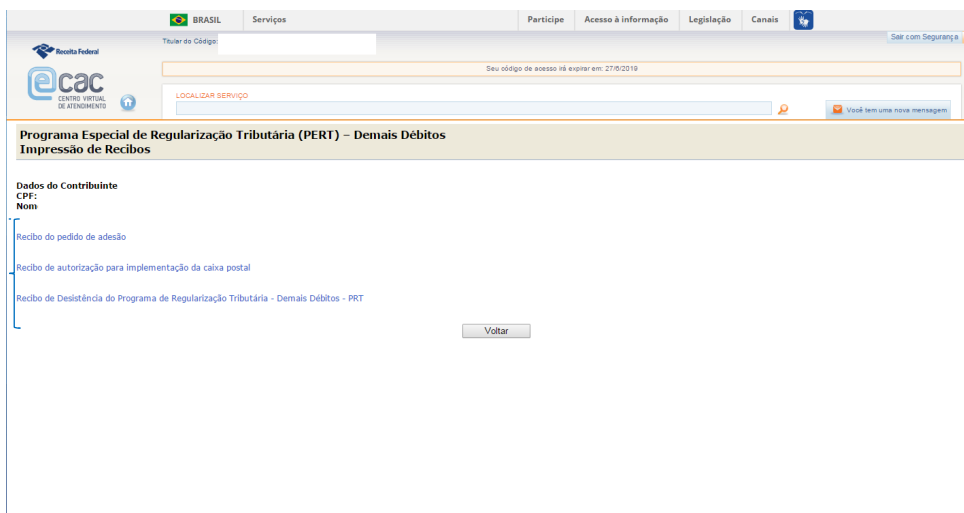 BRASIL Serviços Participe Acesso à informação Legislação Canais
Receita Federal
Titular do Código:
Sair com Segurança
Seu código de acesso irá expirar em: 27/6/2019
ecac
CENTRO VIRTUAL
DE ATENDIMENTO
LOCALIZAR SERVIÇO
Você tem uma nova mensagem
Programa Especial de Regularização Tributária (PERT) – Demais Débitos
Impressão de Recibos
Dados do Contribuinte
CPF:
Nom
Recibo do pedido de adesão
Recibo de autorização para implementação da caixa postal
Recibo de Desistência do Programa de Regularização Tributária - Demais Débitos - PRT
Voltar